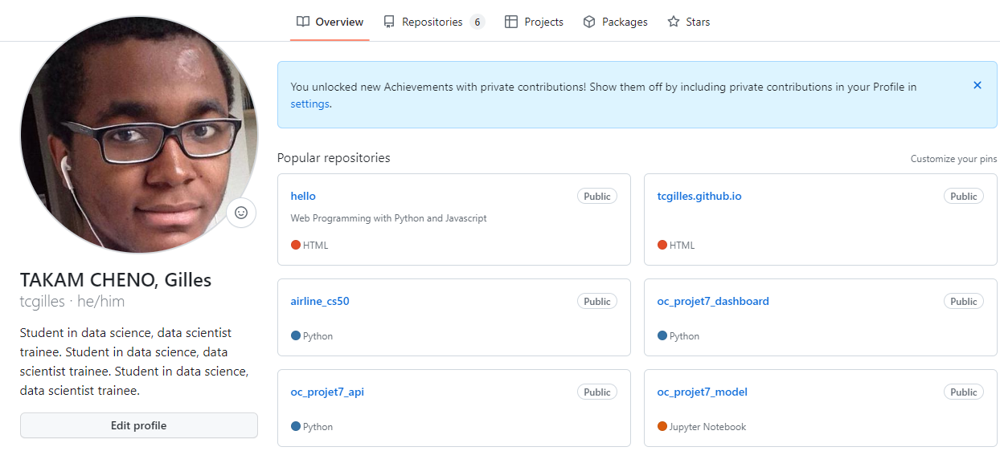 Overview
Repositories 6
Projects
Packages
Stars
You unlocked new Achievements with private contributions! Show them off by including private contributions in your Profile in
settings.
TAKAM CHENO, Gilles
tcgilles · he/him
Student in data science, data scientist
trainee. Student in data science, data
scientist trainee. Student in data science,
data scientist trainee.
Edit profile
Popular repositories
Customize your pins
hello
Public
Web Programming with Python and Javascript
HTML
tcgilles.github.io
Public
HTML
airline_cs50
Public
Python
oc_projet7_dashboard
Public
Python
oc_projet7_api
Public
Python
oc_projet7_model
Public
Jupyter Notebook